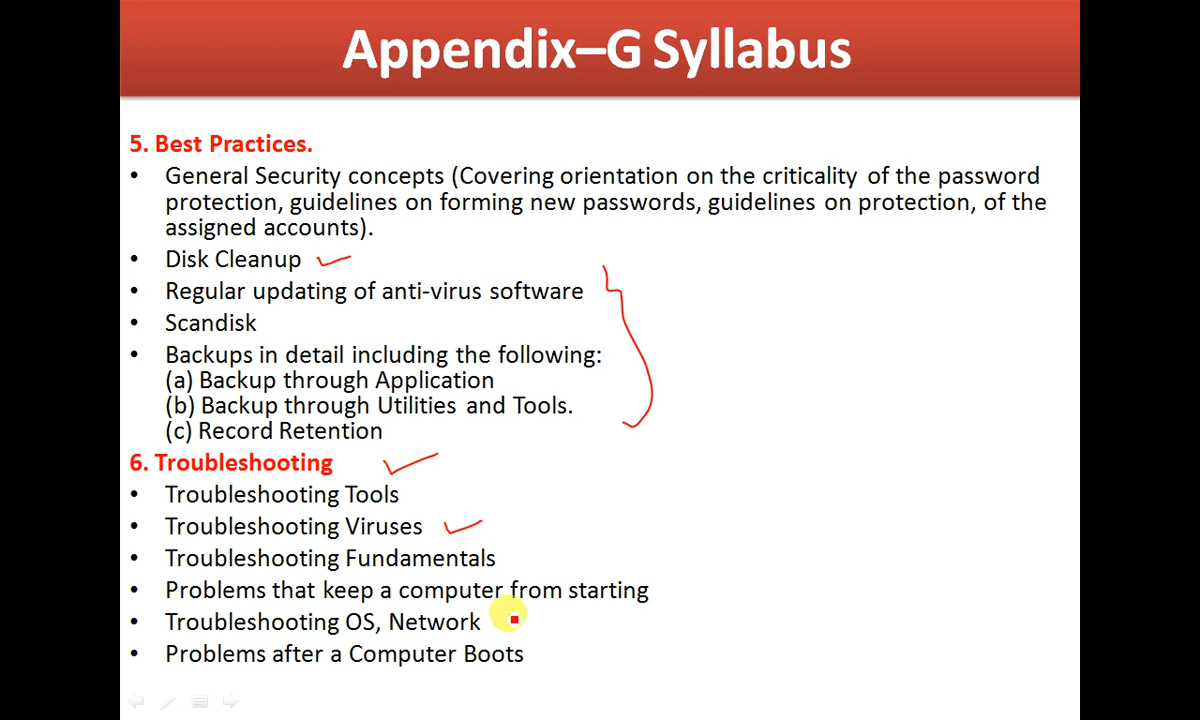 Appendix–G Syllabus
5. Best Practices.
• General Security concepts (Covering orientation on the criticality of the password
protection, guidelines on forming new passwords, guidelines on protection, of the
assigned accounts).
• Disk Cleanup
• Regular updating of anti-virus software
• Scandisk
• Backups in detail including the following:
(a) Backup through Application
(b) Backup through Utilities and Tools.
(c) Record Retention
6. Troubleshooting
• Troubleshooting Tools
• Troubleshooting Viruses
• Troubleshooting Fundamentals
• Problems that keep a computer from starting
• Troubleshooting OS, Network
• Problems after a Computer Boots